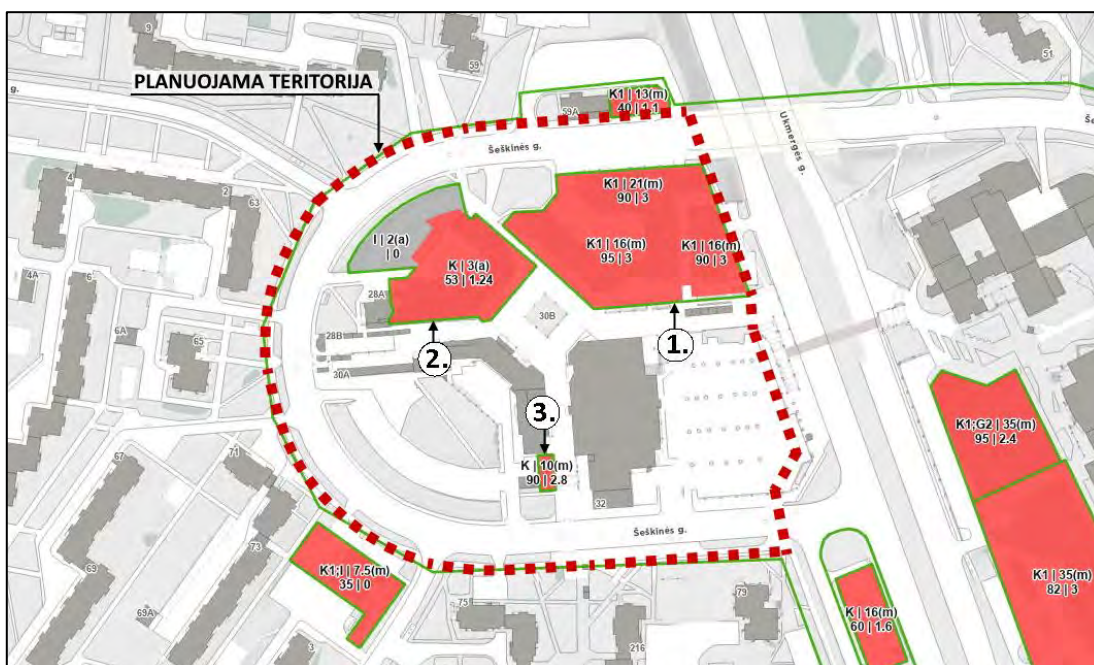 9
51
59
PLANUOJAMA TERITORIJA
K1 | 13(m)
40 | 1.1
59A
g.
Šeškinės g.
Ukmergės g.
4
2
63
K1 | 21(m)
90 | 3
I | 2(a)
| 0
K1 | 16(m)
95 | 3
K1 | 16(m)
90 | 3
K | 3(a)
53 | 1.24
4A
6
28A
30B
6A
65
28B
30A
2.
1.
3.
K1;G2 | 35(m)
95 | 2.4
K | 10(m)
90 | 2.8
67
71
32
Šeškinės g.
73
K1;I | 7.5(m)
35 | 0
69
K1 | 35(m)
82 | 3
69A
75
79
K | 16(m)
60 | 1.6
3
216